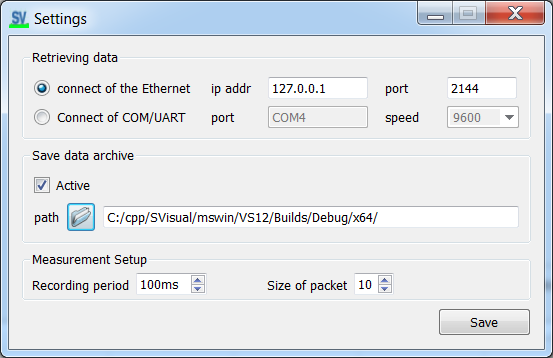 SV Settings
Retrieving data
connect of the Ethernet ip addr 127.0.0.1 port 2144
Connect of COM/UART port COM4 speed 9600
Save data archive
Active
path C:/cpp/SVisual/mswin/VS12/Builds/Debug/x64/
Measurement Setup
Recording period 100ms Size of packet 10
Save